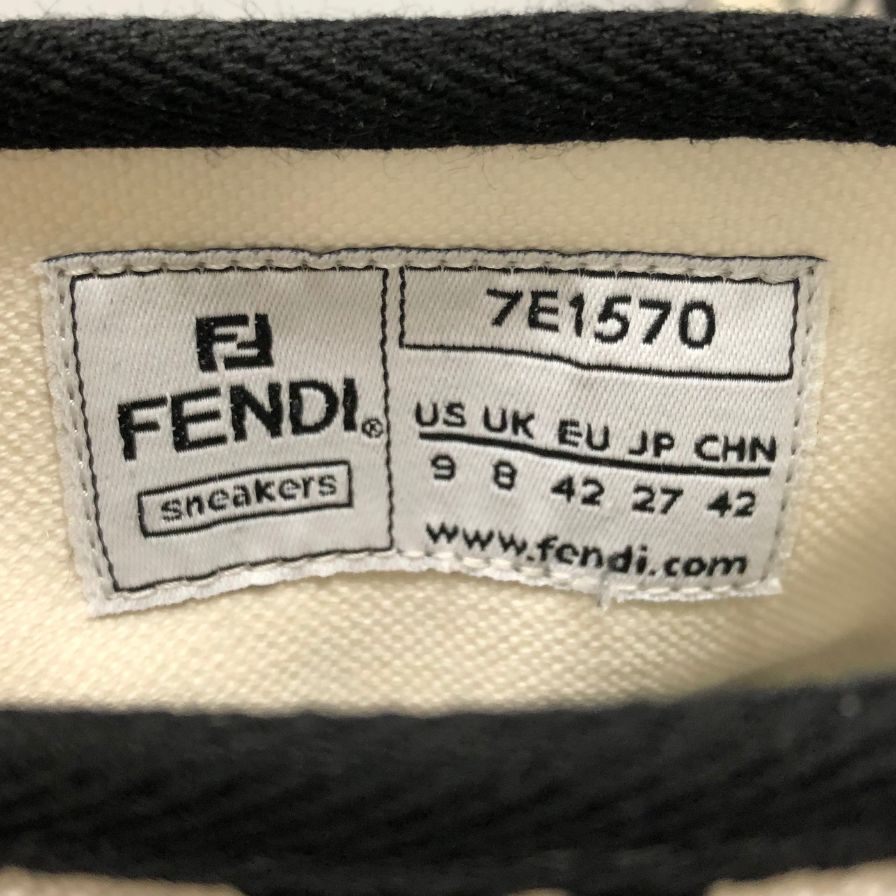 FF
FENDI®
sneakers
7E1570
US UK EU JP CHN
9 8 42 27 42
www.fendi.com